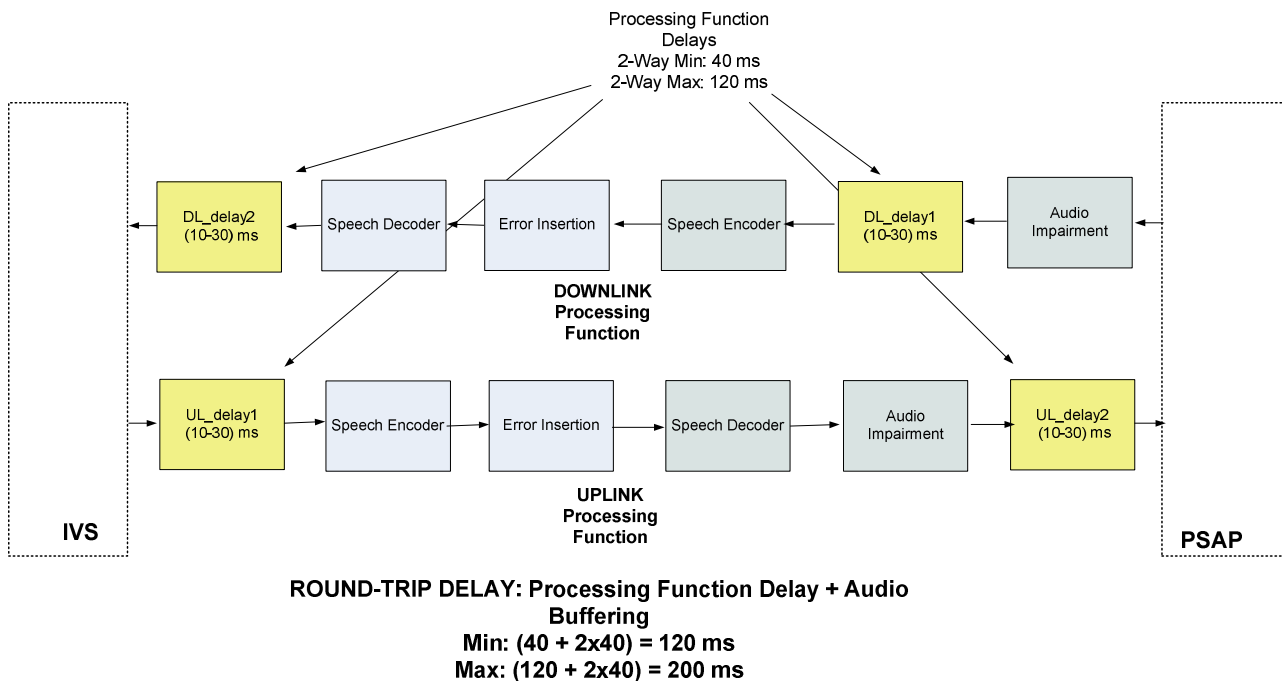 Processing Function
Delays
2-Way Min: 40 ms
2-Way Max: 120 ms
DL_delay2
(10-30) ms
Speech Decoder
Error Insertion
Speech Encoder
DL_delay1
(10-30) ms
Audio
Impairment
DOWNLINK
Processing
Function
UL_delay1
(10-30) ms
Speech Encoder
Error Insertion
Speech Decoder
Audio
Impairment
UL_delay2
(10-30) ms
UPLINK
Processing
Function
IVS
PSAP
ROUND-TRIP DELAY: Processing Function Delay + Audio
Buffering
Min: (40 + 2x40) = 120 ms
Max: (120 + 2x40) = 200 ms